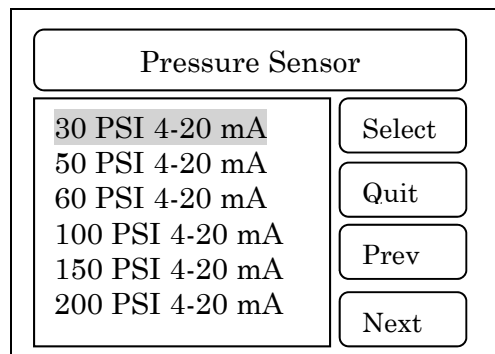 Pressure Sensor
30 PSI 4-20 mA
50 PSI 4-20 mA
60 PSI 4-20 mA
100 PSI 4-20 mA
150 PSI 4-20 mA
200 PSI 4-20 mA
Select
Quit
Prev
Next